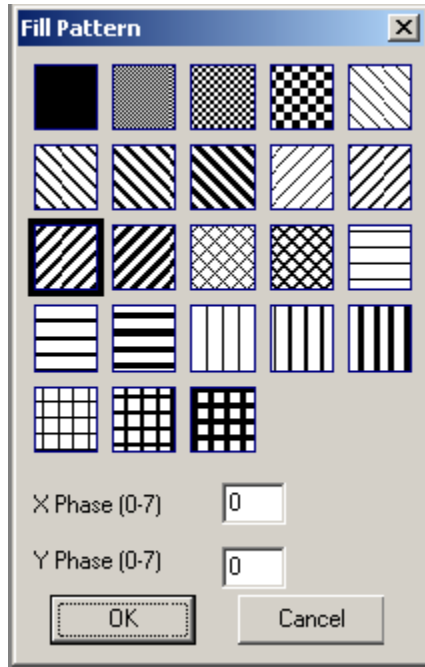 Fill Pattern
X Phase (0-7) 0
Y Phase (0-7) 0
OK Cancel